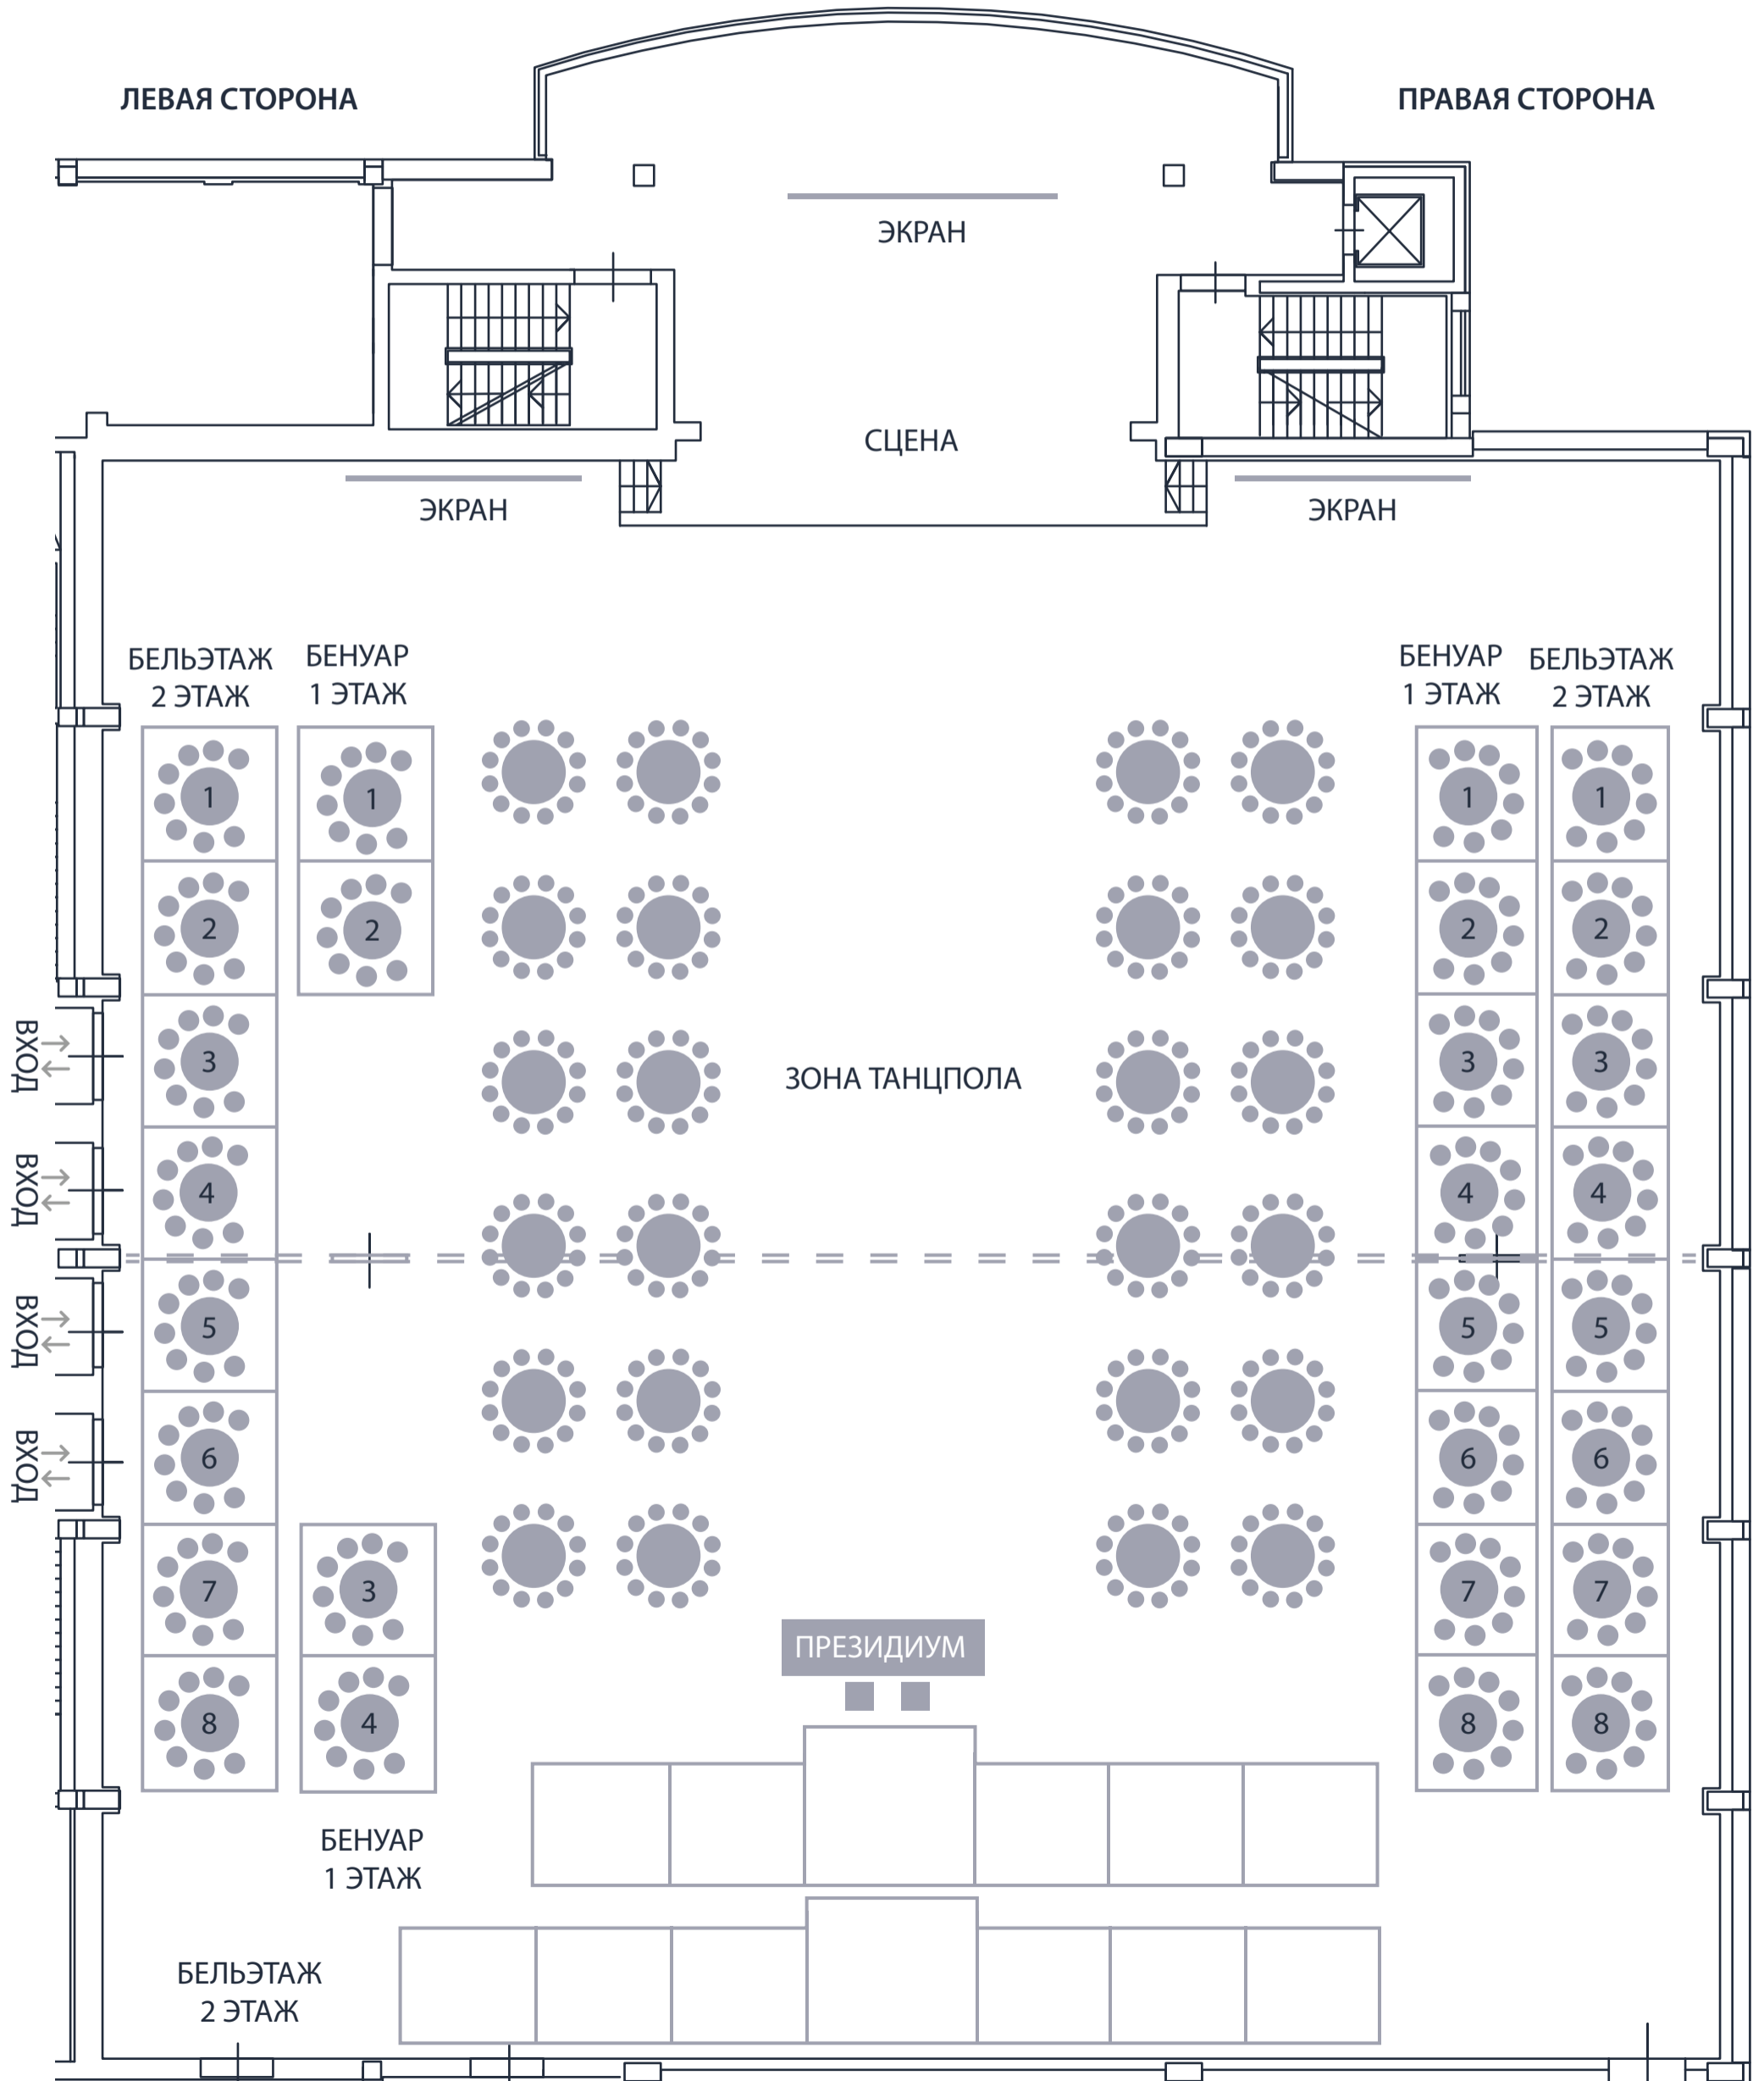 ЛЕВАЯ СТОРОНА
ПРАВАЯ СТОРОНА
ЭКРАН
СЦЕНА
ЭКРАН
ЭКРАН
БЕЛЬЭТАЖ
2 ЭТАЖ
БЕНУАР
1 ЭТАЖ
БЕНУАР
1 ЭТАЖ
БЕЛЬЭТАЖ
2 ЭТАЖ
1
1
1
1
2
2
2
2
ВХОД
3
ЗОНА ТАНЦПОЛА
3
3
ВХОД
4
4
4
ВХОД
5
5
5
ВХОД
6
6
6
7
3
7
7
ПРЕЗИДИУМ
8
4
8
8
БЕНУАР
1 ЭТАЖ
БЕЛЬЭТАЖ
2 ЭТАЖ